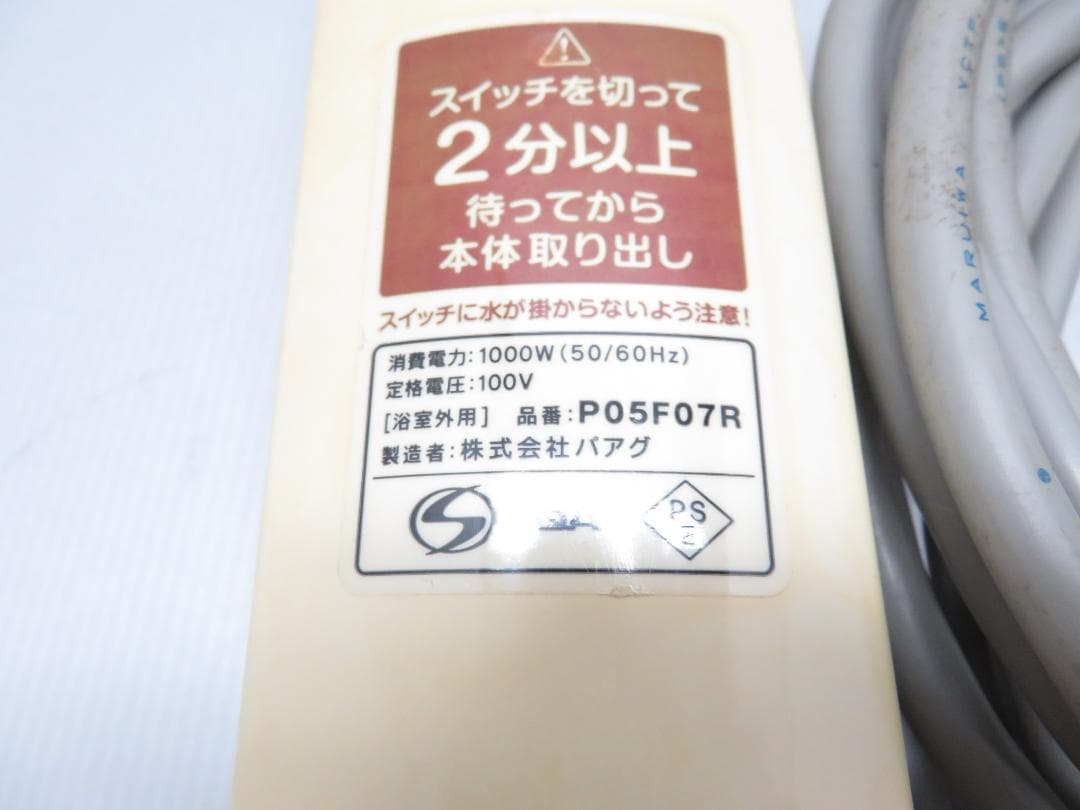 スイッチを切って
2分以上
待ってから
本体取り出し
スイッチに水が掛からないよう注意!
消費電力:1000W(50/60Hz)
定格電圧:100V
[浴室外用] 品番:P05F07R
製造者:株式会社パアグ
PS
E
MARUIWA VCTF